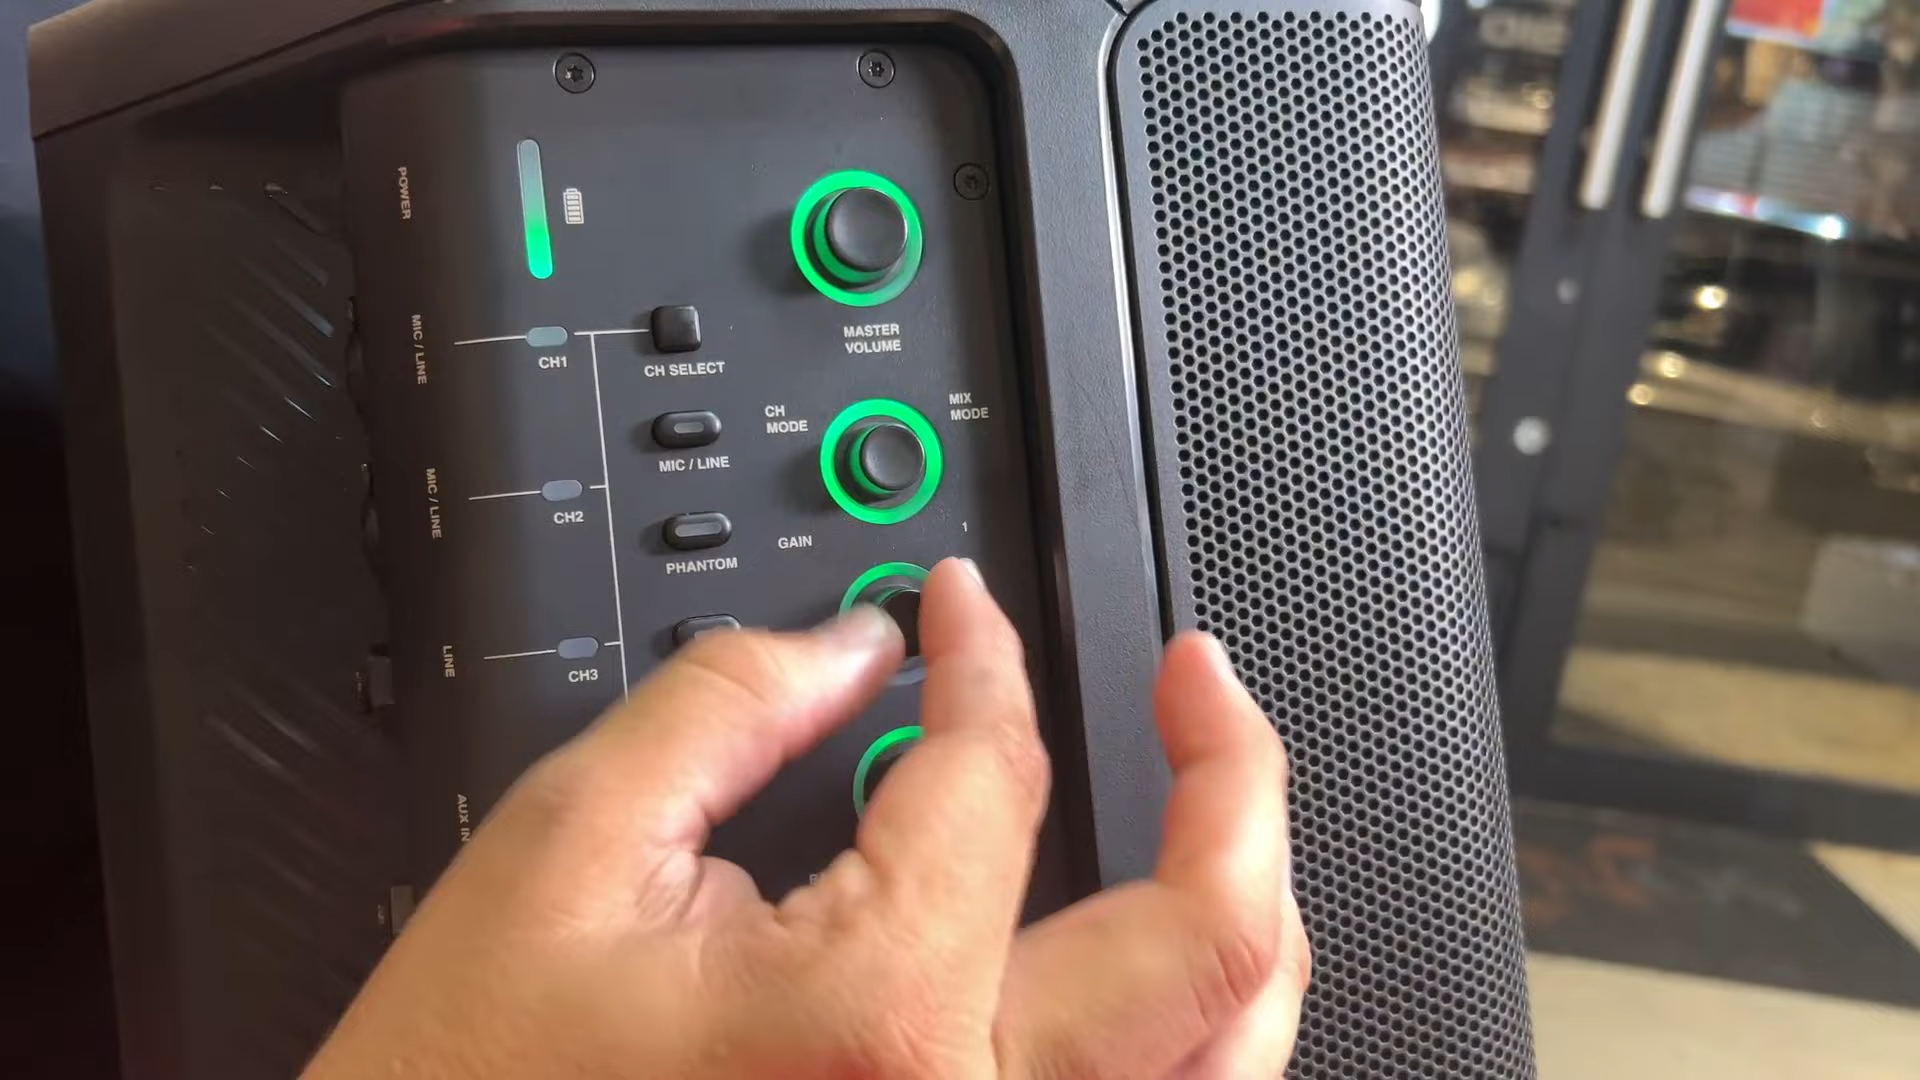 POWER
MASTER
VOLUME
MIC / LINE
CH1
CH SELECT
CH
MODE
MIX
MODE
MIC / LINE
MIC / LINE
CH2
PHANTOM
GAIN
1
LINE
CH3
AUX IN